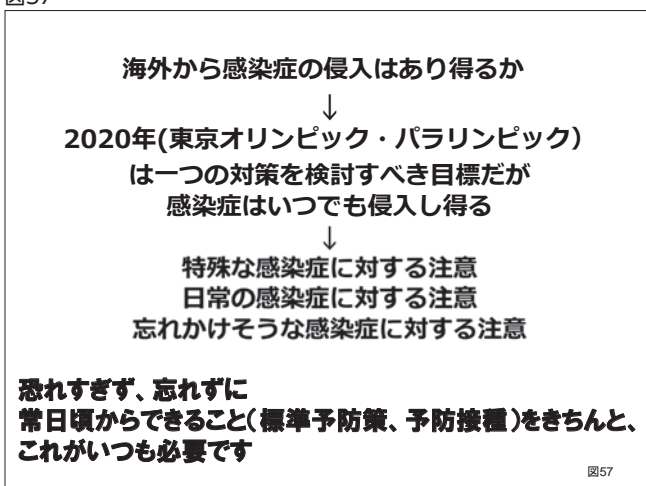 図57
海外から感染症の侵入はあり得るか
↓
2020年(東京オリンピック・パラリンピック）
は一つの対策を検討すべき目標だが
感染症はいつでも侵入し得る
↓
特殊な感染症に対する注意
日常の感染症に対する注意
忘れかけそうな感染症に対する注意
恐れすぎず、忘れずに
常日頃からできること（標準予防策、予防接種）をきちんと、
これがいつも必要です
図57